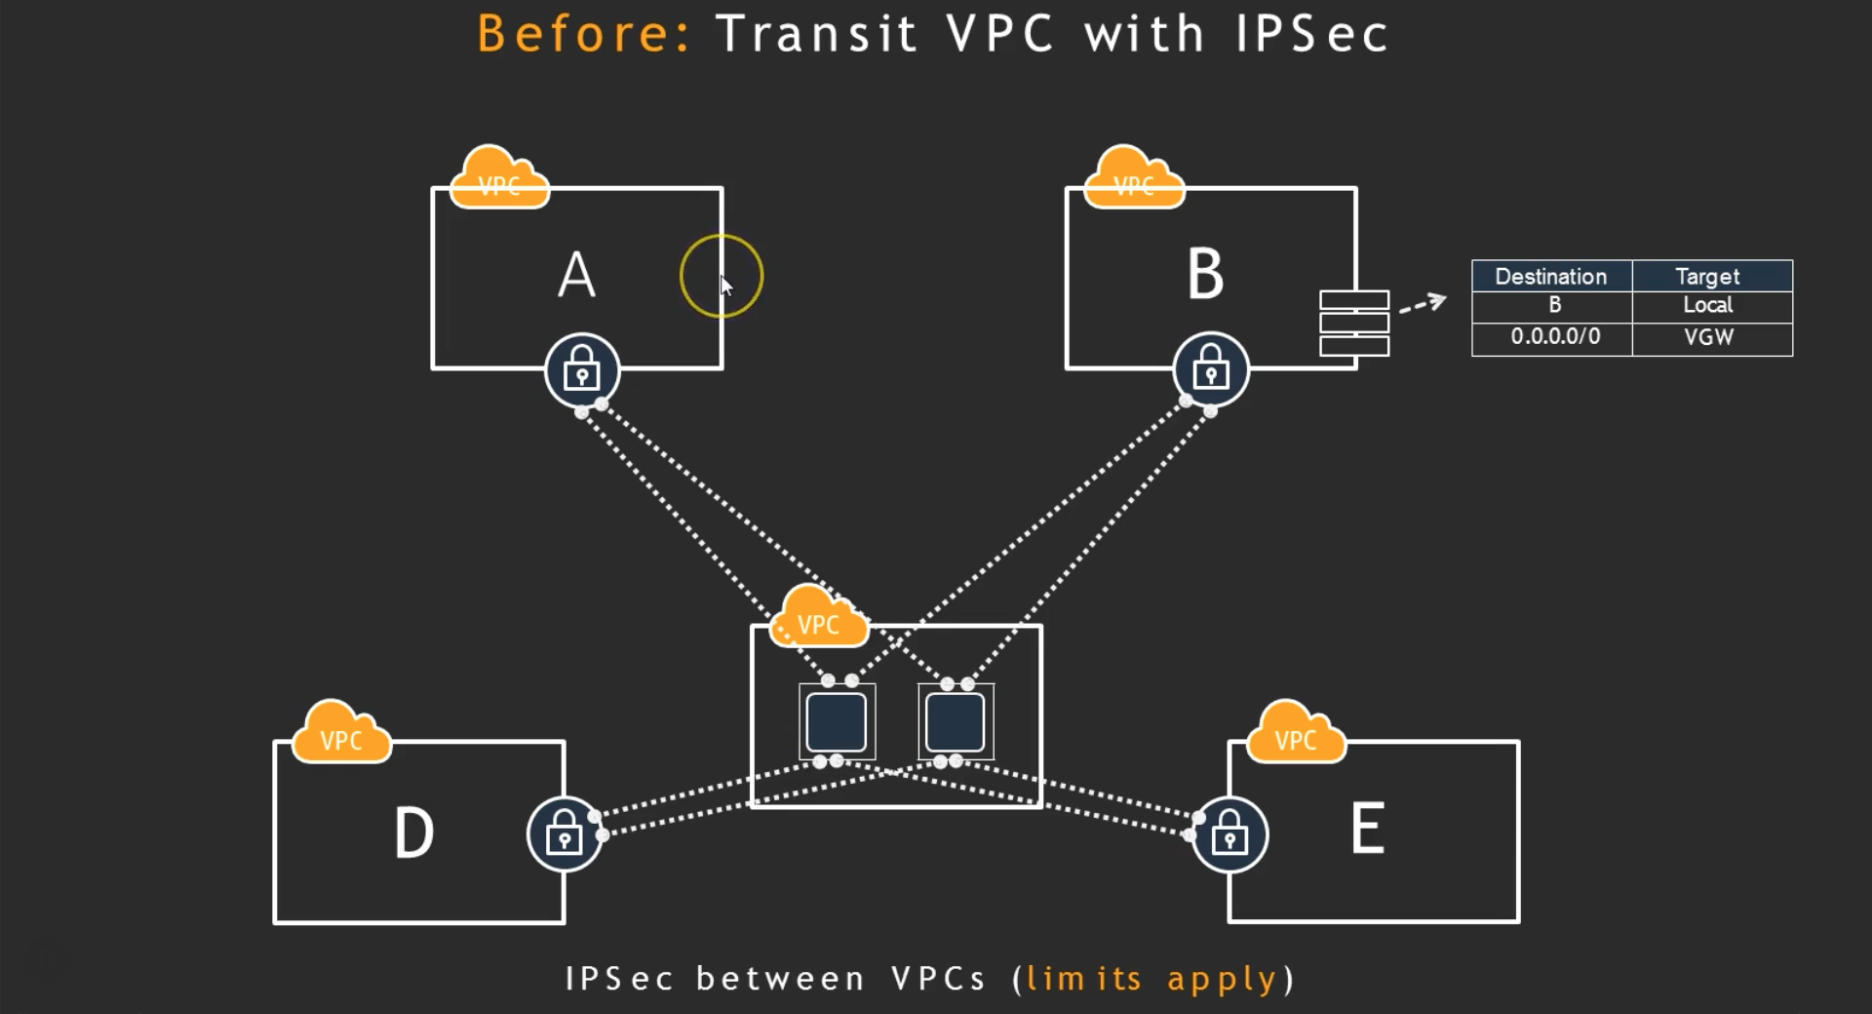 Before: Transit VPC with IPSec
VPC
A
VPC
B
Destination Target
B Local
0.0.0.0/0 VGW
VPC
VPC
D
VPC
E
IPSec between VPCs (limits apply)